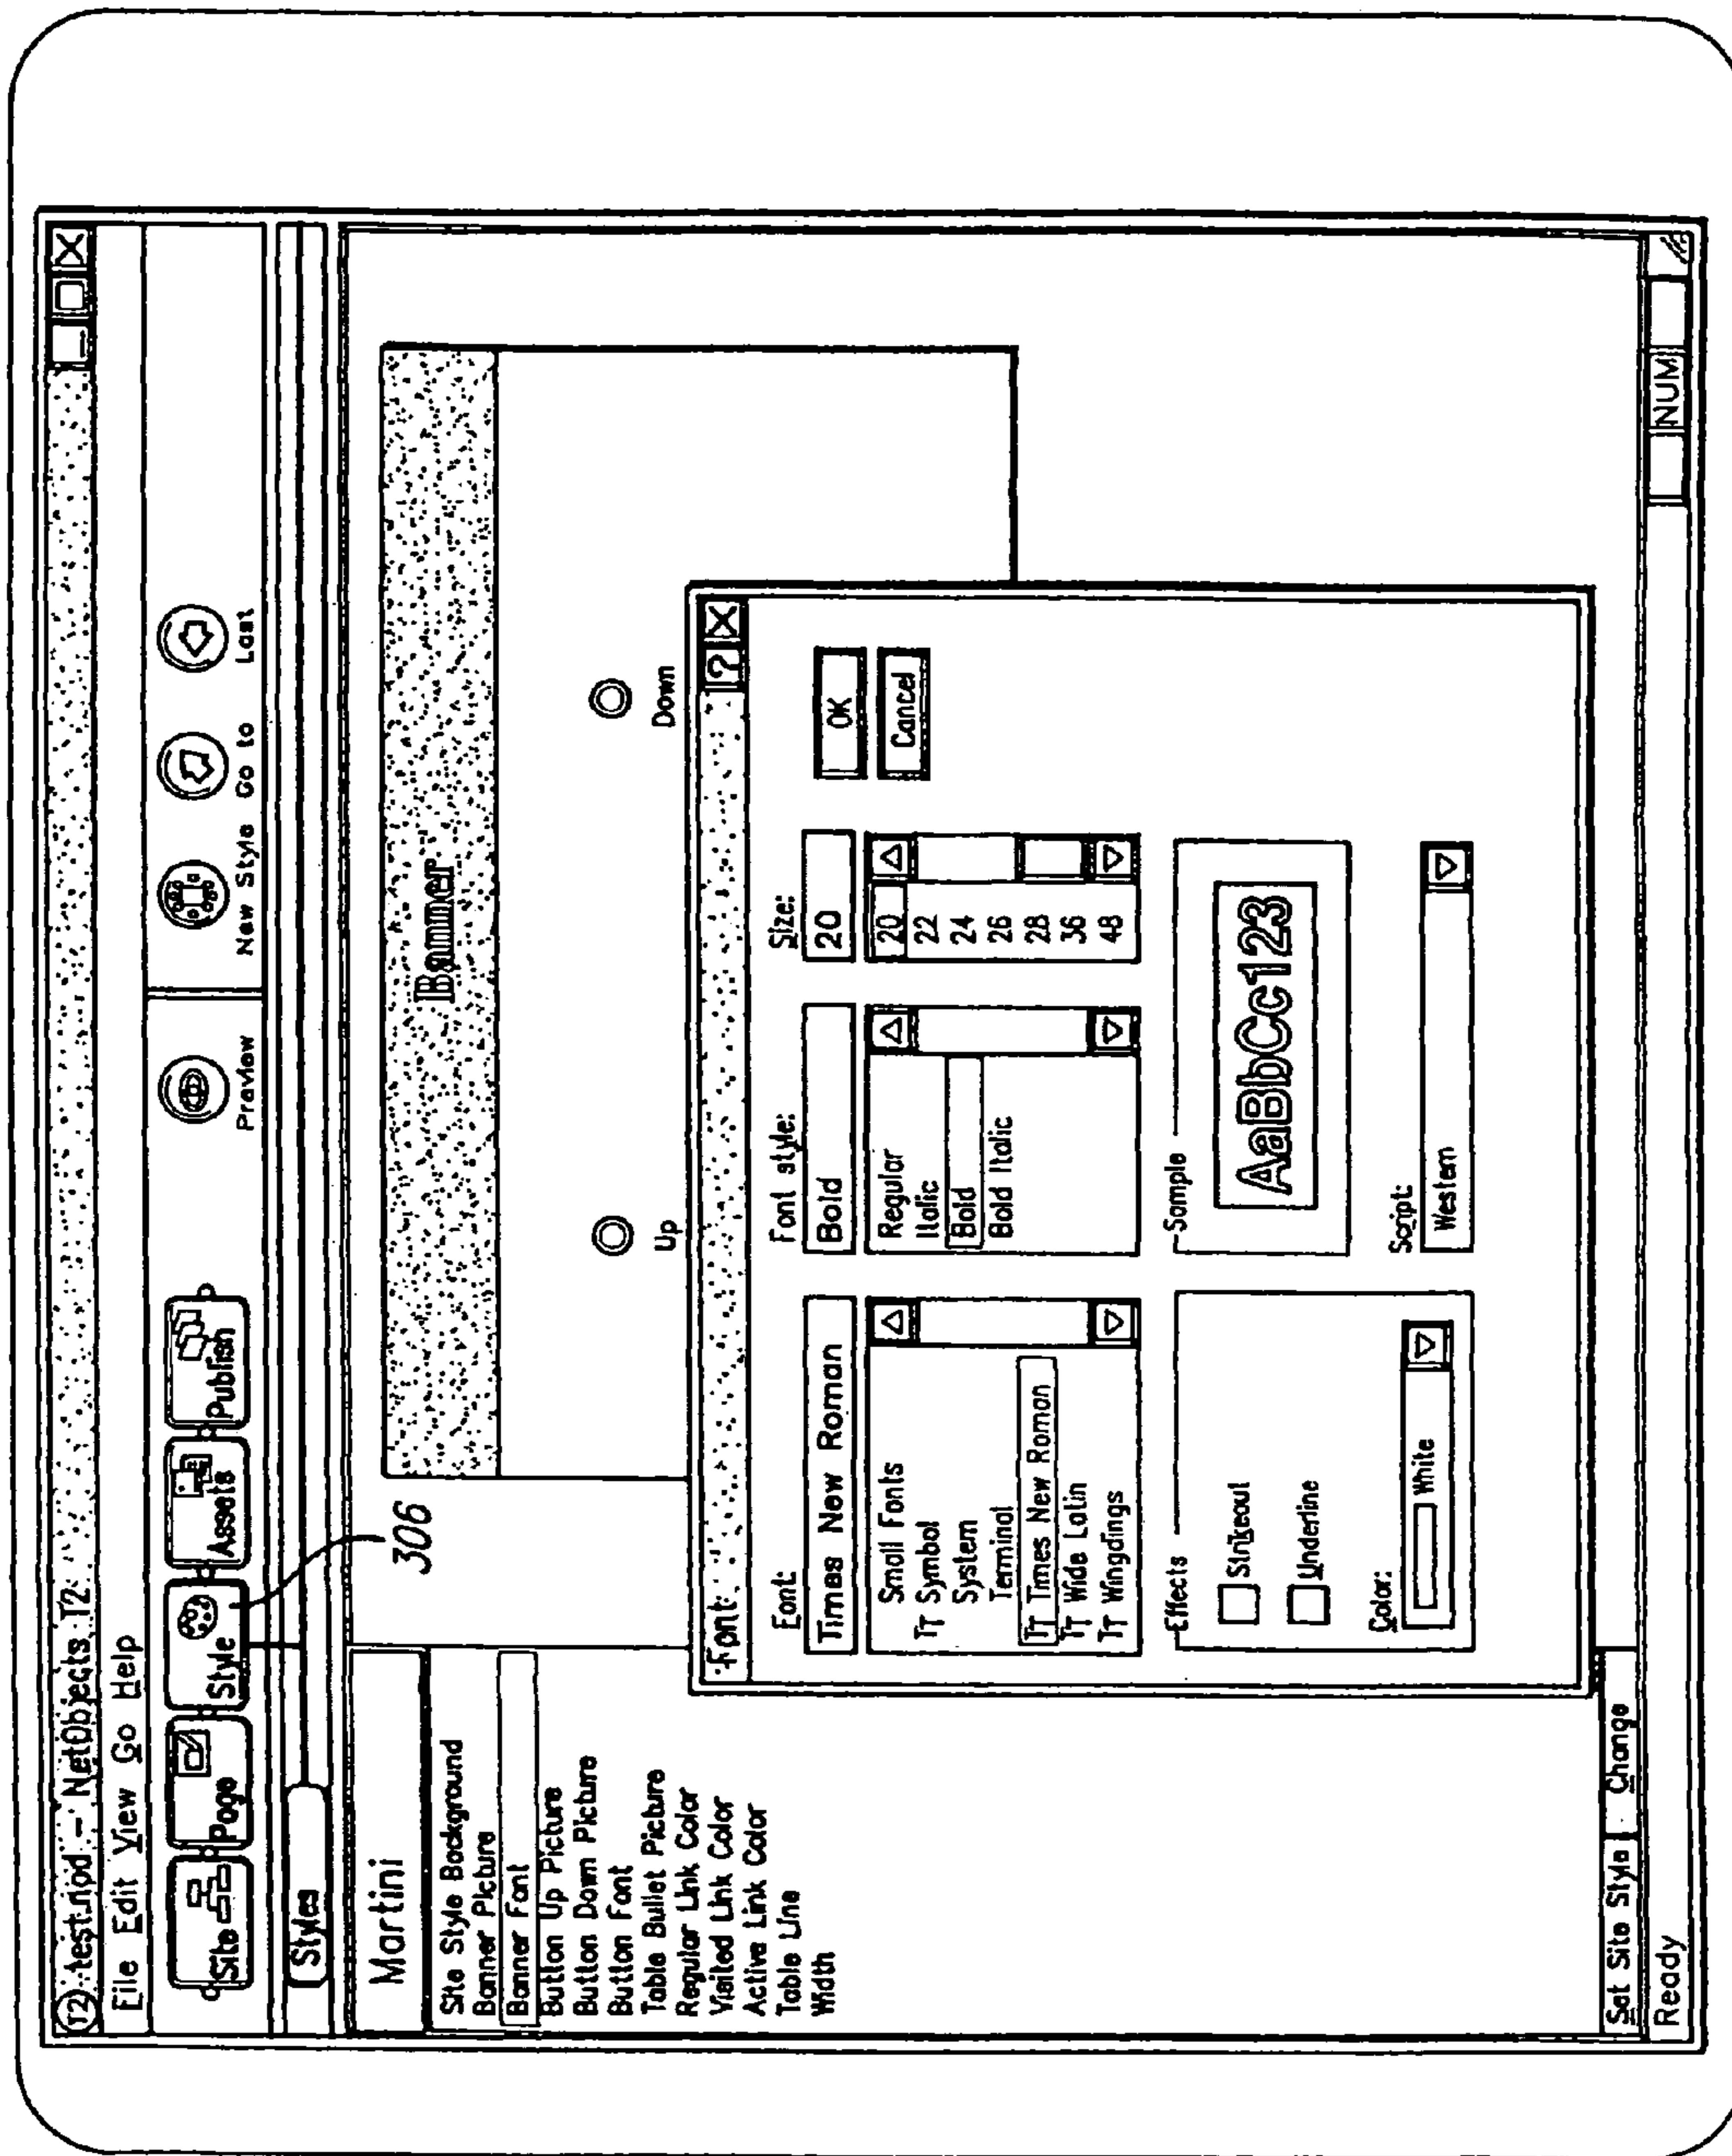 T2 test.nod - NetObjects T2
File Edit View Go Help
Site Page Style Assets Publish
Preview New Style Go to Last
Styles
306
Martini
Site Style Background
Banner Picture
Banner Font
Button Up Picture
Button Down Picture
Button Font
Table Bullet Picture
Regular Link Color
Visited Link Color
Active Link Color
Table Line
Width
Banner
Up Down
Font ? X
Font: Font style: Size:
Times New Roman Bold 20
OK
Cancel
Small Fonts
TT Symbol
System
Terminal
TT Times New Roman
TT Wide Latin
TT Wingdings
Regular
Italic
Bold
Bold Italic
20
22
24
26
28
36
48
Effects
Strikeout
Underline
Color:
White
Sample
AaBbCc123
Script:
Western
Set Site Style Change
Ready NUM